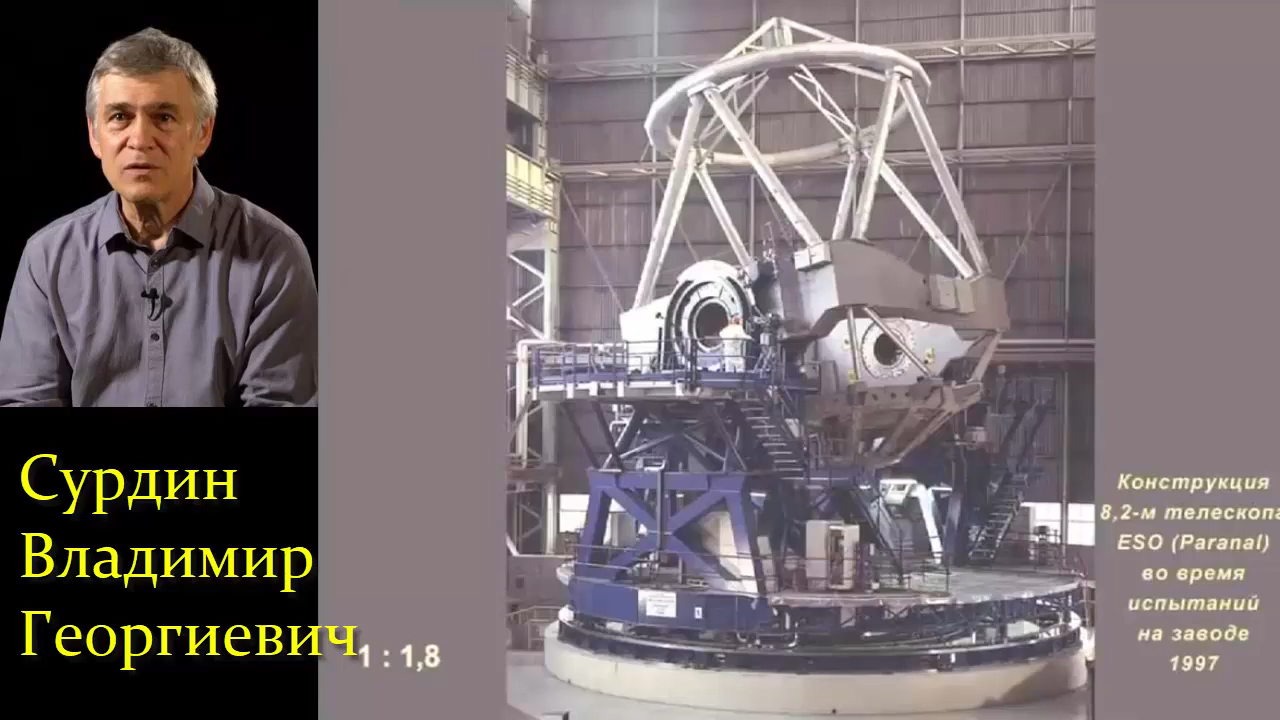 Сурдин
Владимир
Георгиевич
1 : 1,8
Конструкция
8,2-м телескопа
ESO (Paranal)
во время
испытаний
на заводе
1997